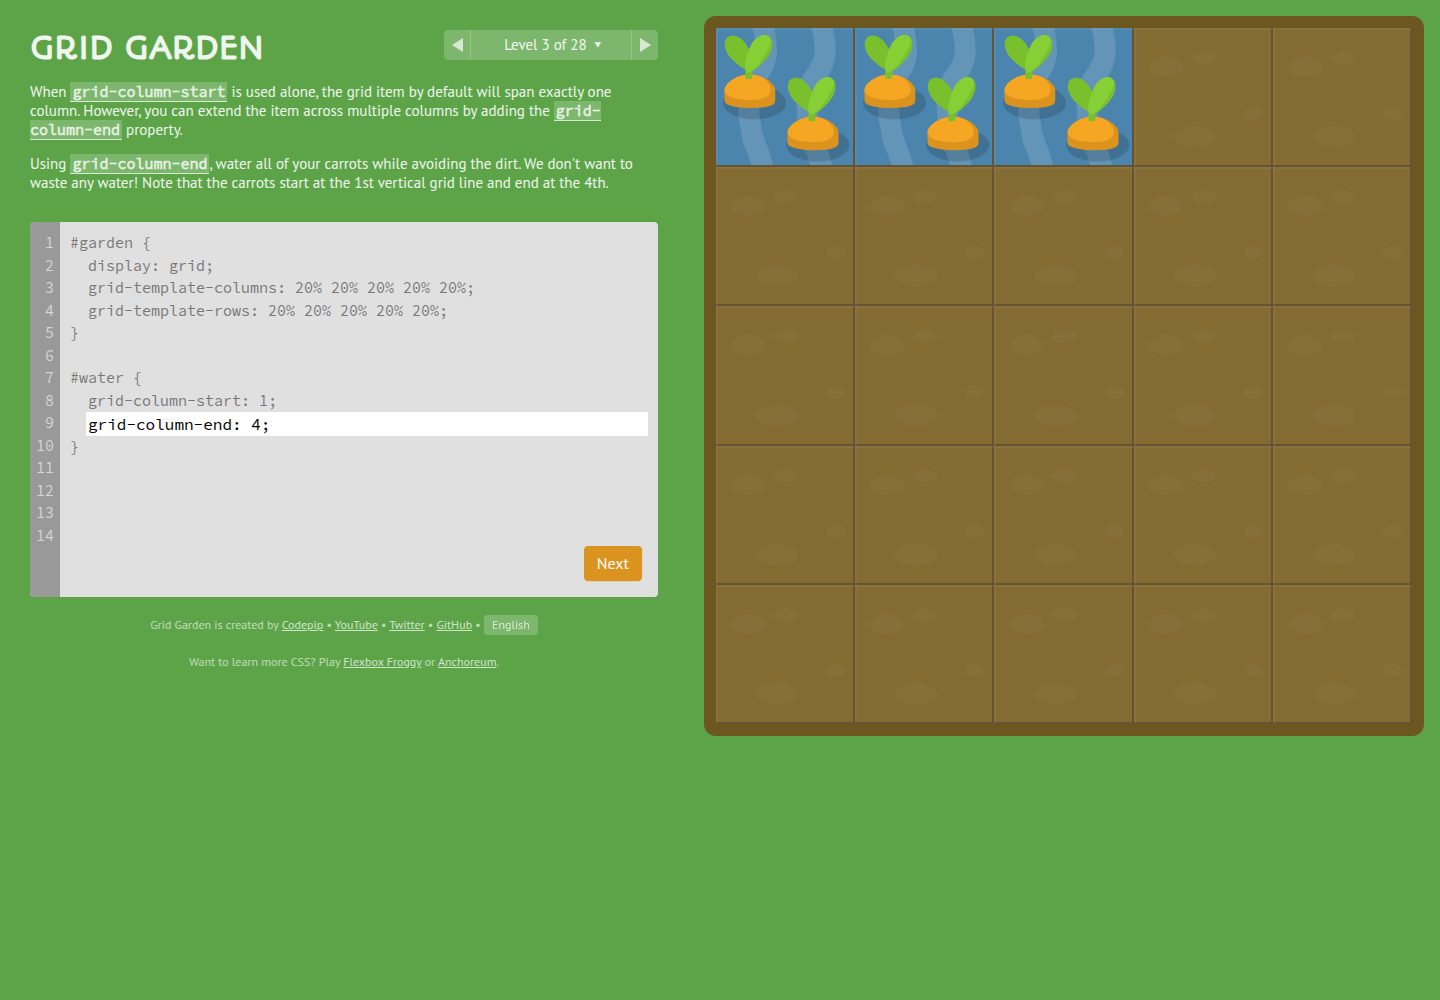 GRID GARDEN
◀ Level 3 of 28 ▼ ▶
When grid-column-start is used alone, the grid item by default will span exactly one
column. However, you can extend the item across multiple columns by adding the grid-
column-end property.
Using grid-column-end, water all of your carrots while avoiding the dirt. We don't want to
waste any water! Note that the carrots start at the 1st vertical grid line and end at the 4th.
1 #garden {
2   display: grid;
3   grid-template-columns: 20% 20% 20% 20% 20%;
4   grid-template-rows: 20% 20% 20% 20% 20%;
5 }
6
7 #water {
8   grid-column-start: 1;
9   grid-column-end: 4;
10 }
11
12
13
14
Next
Grid Garden is created by Codepip • YouTube • Twitter • GitHub • English
Want to learn more CSS? Play Flexbox Froggy or Anchoreum.